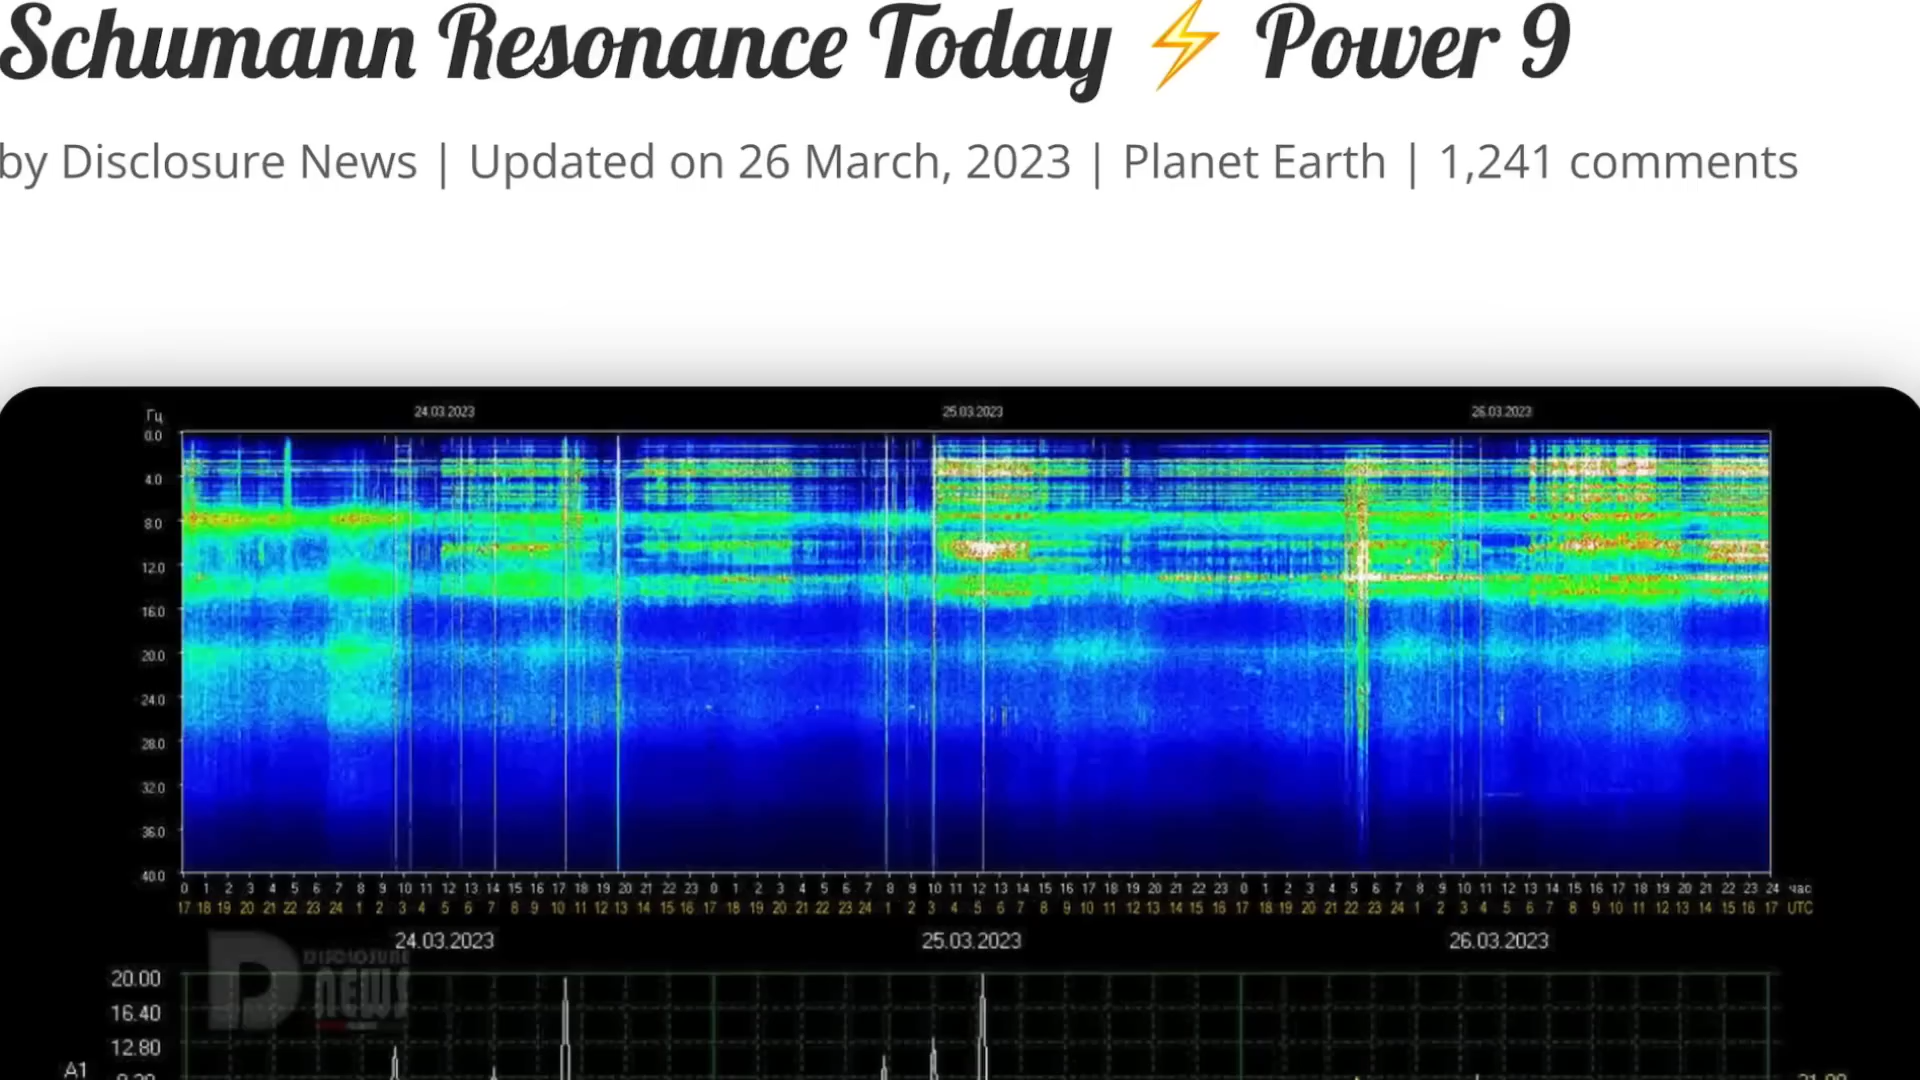 Schumann Resonance Today ⚡ Power 9
by Disclosure News | Updated on 26 March, 2023 | Planet Earth | 1,241 comments
Гц 24.03.2023 25.03.2023 26.03.2023
0.0
4.0
8.0
12.0
16.0
20.0
24.0
28.0
32.0
36.0
40.0
0 1 2 3 4 5 6 7 8 9 10 11 12 13 14 15 16 17 18 19 20 21 22 23 0 1 2 3 4 5 6 7 8 9 10 11 12 13 14 15 16 17 18 19 20 21 22 23 0 1 2 3 4 5 6 7 8 9 10 11 12 13 14 15 16 17 18 19 20 21 22 23 24 час
17 18 19 20 21 22 23 24 1 2 3 4 5 6 7 8 9 10 11 12 13 14 15 16 17 18 19 20 21 22 23 24 1 2 3 4 5 6 7 8 9 10 11 12 13 14 15 16 17 18 19 20 21 22 23 24 1 2 3 4 5 6 7 8 9 10 11 12 13 14 15 16 17 UTC
24.03.2023 25.03.2023 26.03.2023
DISCLOSURE
NEWS
20.00
16.40
12.80
A1